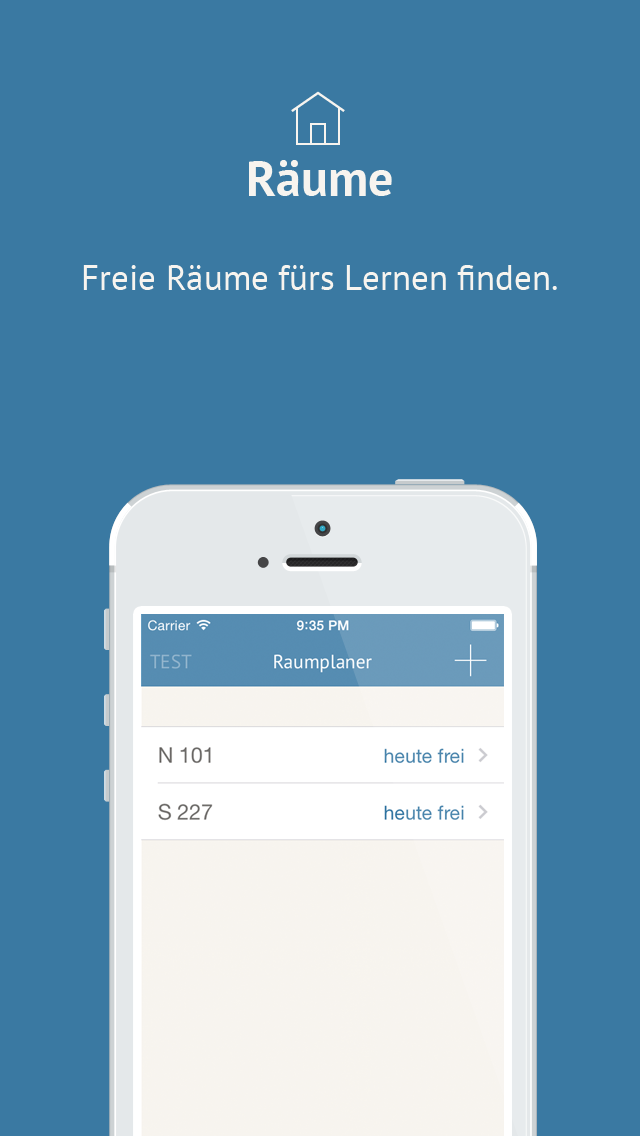 Räume
Freie Räume fürs Lernen finden.
Carrier 9:35 PM
TEST Raumplaner
N 101 heute frei
S 227 heute frei